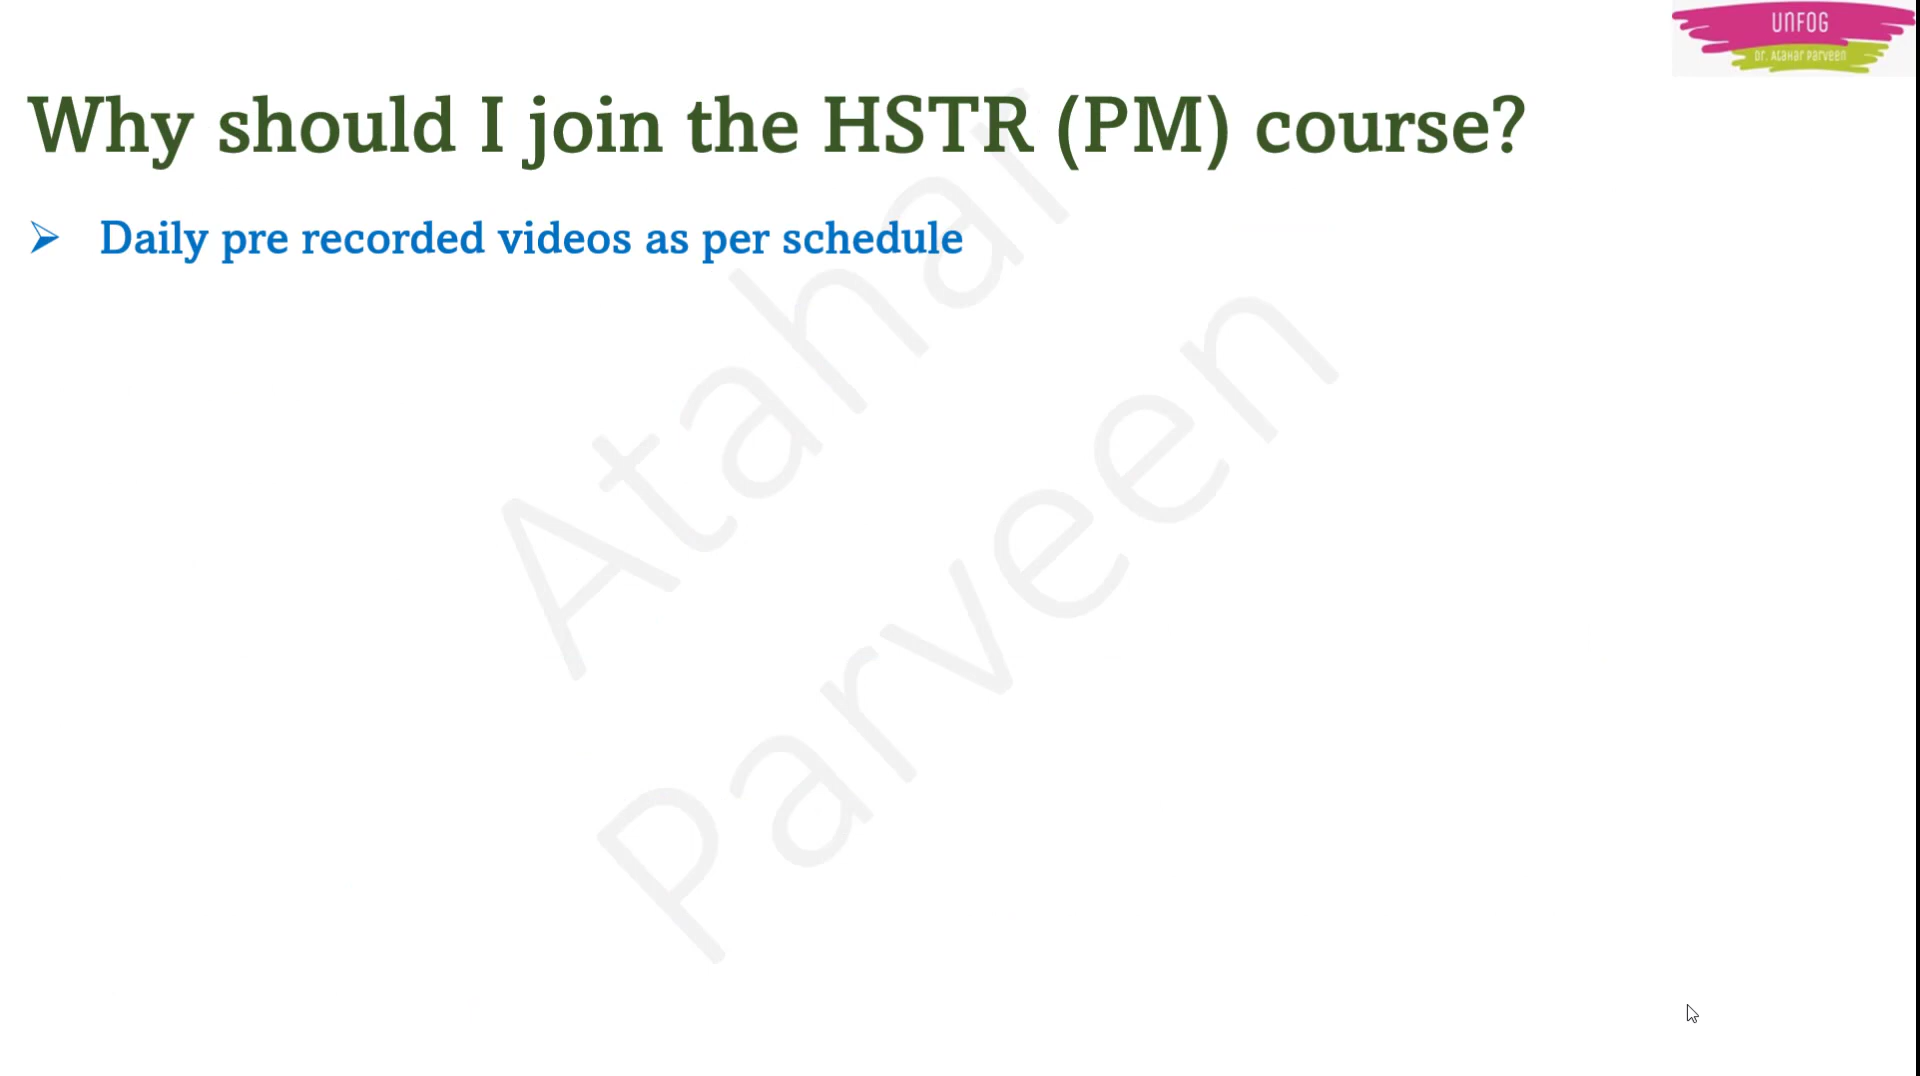 UNFOG
Dr. Atahar Parveen
Why should I join the HSTR (PM) course?
Daily pre recorded videos as per schedule
Atahar
Parveen